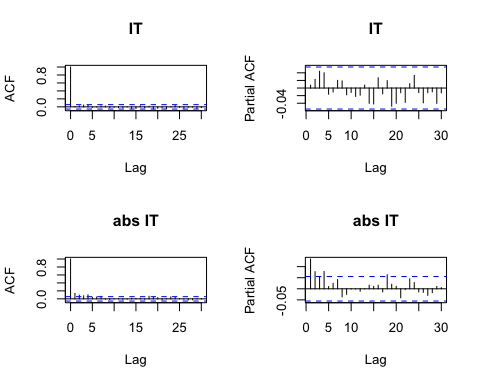 IT
ACF
0.0 0.8
0 5 15 25
Lag
IT
Partial ACF
-0.04
0 5 10 20 30
Lag
abs IT
ACF
0.0 0.8
0 5 15 25
Lag
abs IT
Partial ACF
-0.05
0 5 10 20 30
Lag